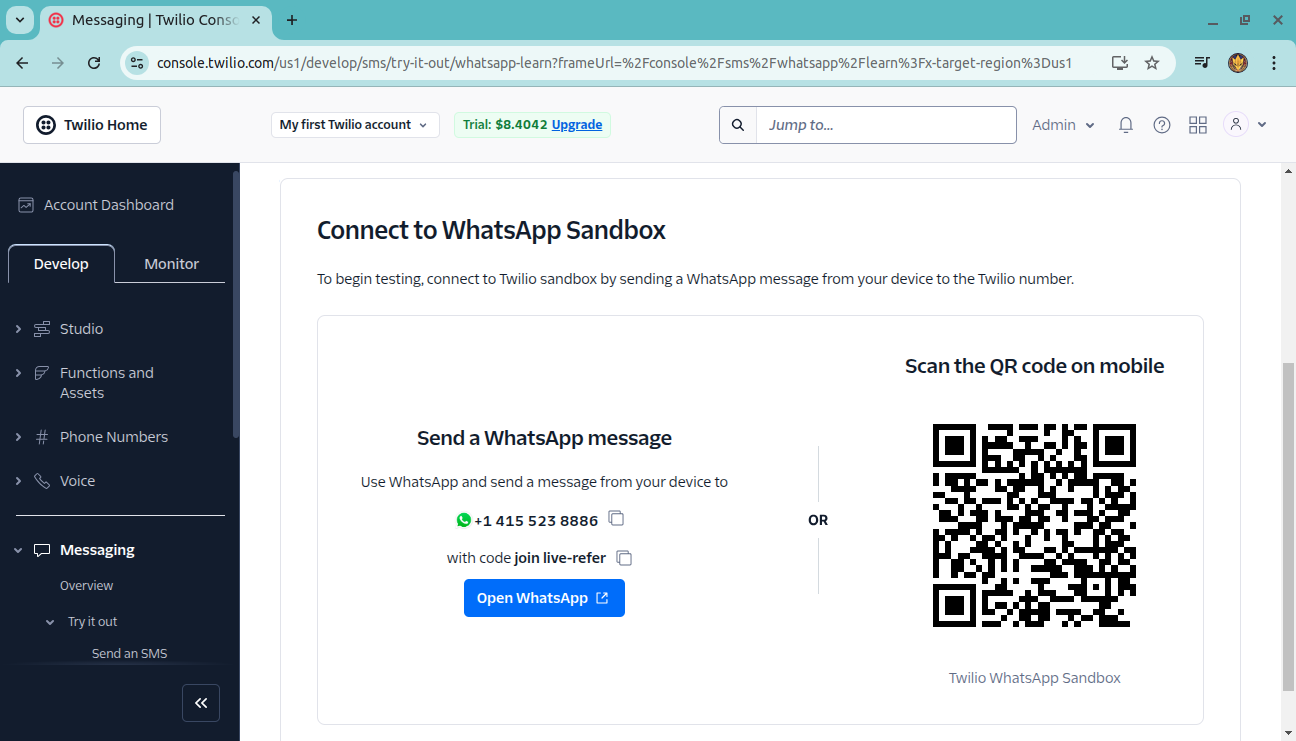 Messaging | Twilio Conso
console.twilio.com/us1/develop/sms/try-it-out/whatsapp-learn?frameUrl=%2Fconsole%2Fsms%2Fwhatsapp%2Flearn%3Fx-target-region%3Dus1
Twilio Home
My first Twilio account
Trial: $8.4042 Upgrade
Jump to...
Admin
Account Dashboard
Develop
Monitor
Studio
Functions and
Assets
Phone Numbers
Voice
Messaging
Overview
Try it out
Send an SMS
Connect to WhatsApp Sandbox
To begin testing, connect to Twilio sandbox by sending a WhatsApp message from your device to the Twilio number.
Send a WhatsApp message
Use WhatsApp and send a message from your device to
+1 415 523 8886
with code join live-refer
Open WhatsApp
OR
Scan the QR code on mobile
Twilio WhatsApp Sandbox